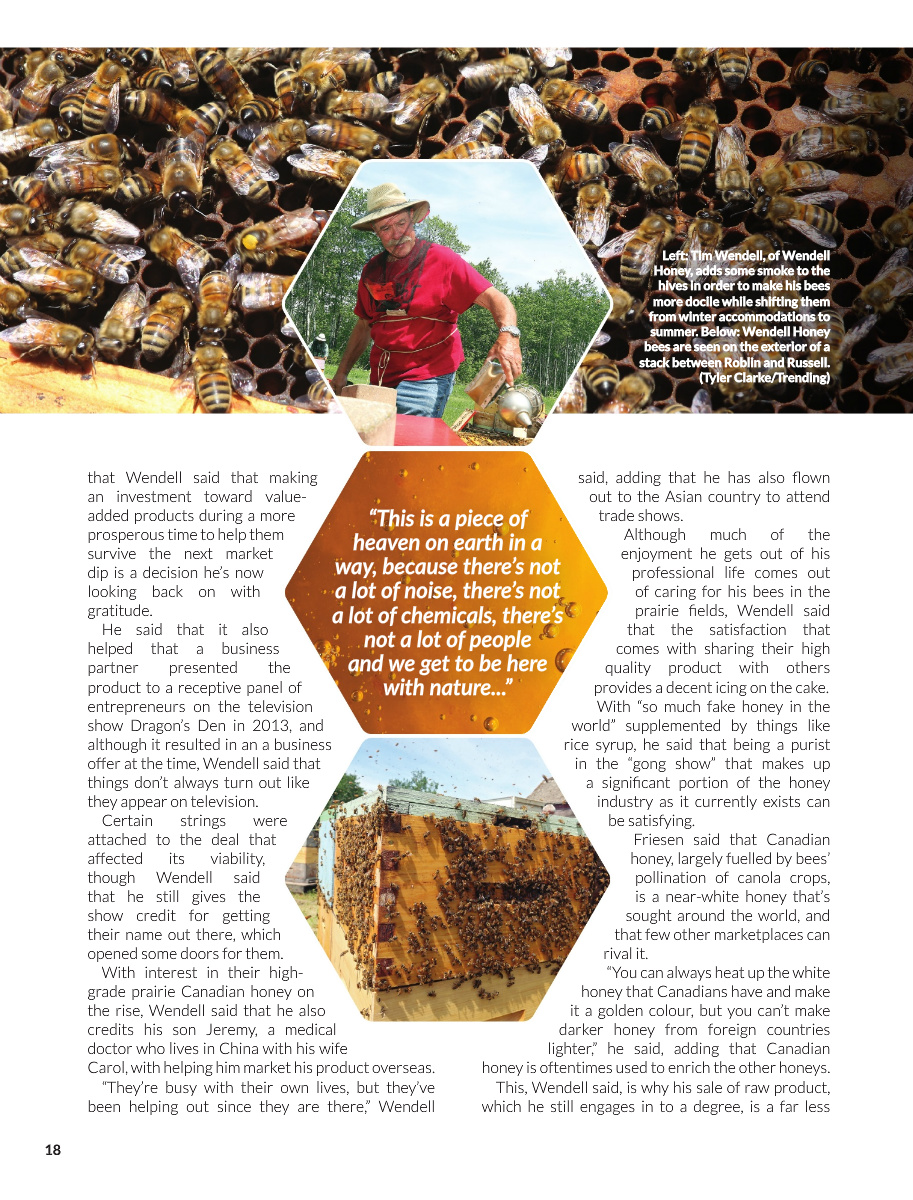 Left: Tim Wendell, of Wendell
Honey, adds some smoke to the
hives in order to make his bees
more docile while shifting them
from winter accommodations to
summer. Below: Wendell Honey
bees are seen on the exterior of a
stack between Roblin and Russell.
(Tyler Clarke/Trending)
that Wendell said that making
an investment toward value-
added products during a more
prosperous time to help them
survive the next market
dip is a decision he’s now
looking back on with
gratitude.
He said that it also
helped that a business
partner presented the
product to a receptive panel of
entrepreneurs on the television
show Dragon’s Den in 2013, and
although it resulted in an a business
offer at the time, Wendell said that
things don’t always turn out like
they appear on television.
Certain strings were
attached to the deal that
affected its viability,
though Wendell said
that he still gives the
show credit for getting
their name out there, which
opened some doors for them.
With interest in their high-
grade prairie Canadian honey on
the rise, Wendell said that he also
credits his son Jeremy, a medical
doctor who lives in China with his wife
Carol, with helping him market his product overseas.
“They’re busy with their own lives, but they’ve
been helping out since they are there,” Wendell
“This is a piece of
heaven on earth in a
way, because there’s not
a lot of noise, there’s not
a lot of chemicals, there’s
not a lot of people
and we get to be here
with nature...”
said, adding that he has also flown
out to the Asian country to attend
trade shows.
Although much of the
enjoyment he gets out of his
professional life comes out
of caring for his bees in the
prairie fields, Wendell said
that the satisfaction that
comes with sharing their high
quality product with others
provides a decent icing on the cake.
With “so much fake honey in the
world” supplemented by things like
rice syrup, he said that being a purist
in the “gong show” that makes up
a significant portion of the honey
industry as it currently exists can
be satisfying.
Friesen said that Canadian
honey, largely fuelled by bees’
pollination of canola crops,
is a near-white honey that’s
sought around the world, and
that few other marketplaces can
rival it.
“You can always heat up the white
honey that Canadians have and make
it a golden colour, but you can’t make
darker honey from foreign countries
lighter,” he said, adding that Canadian
honey is oftentimes used to enrich the other honeys.
This, Wendell said, is why his sale of raw product,
which he still engages in to a degree, is a far less
18